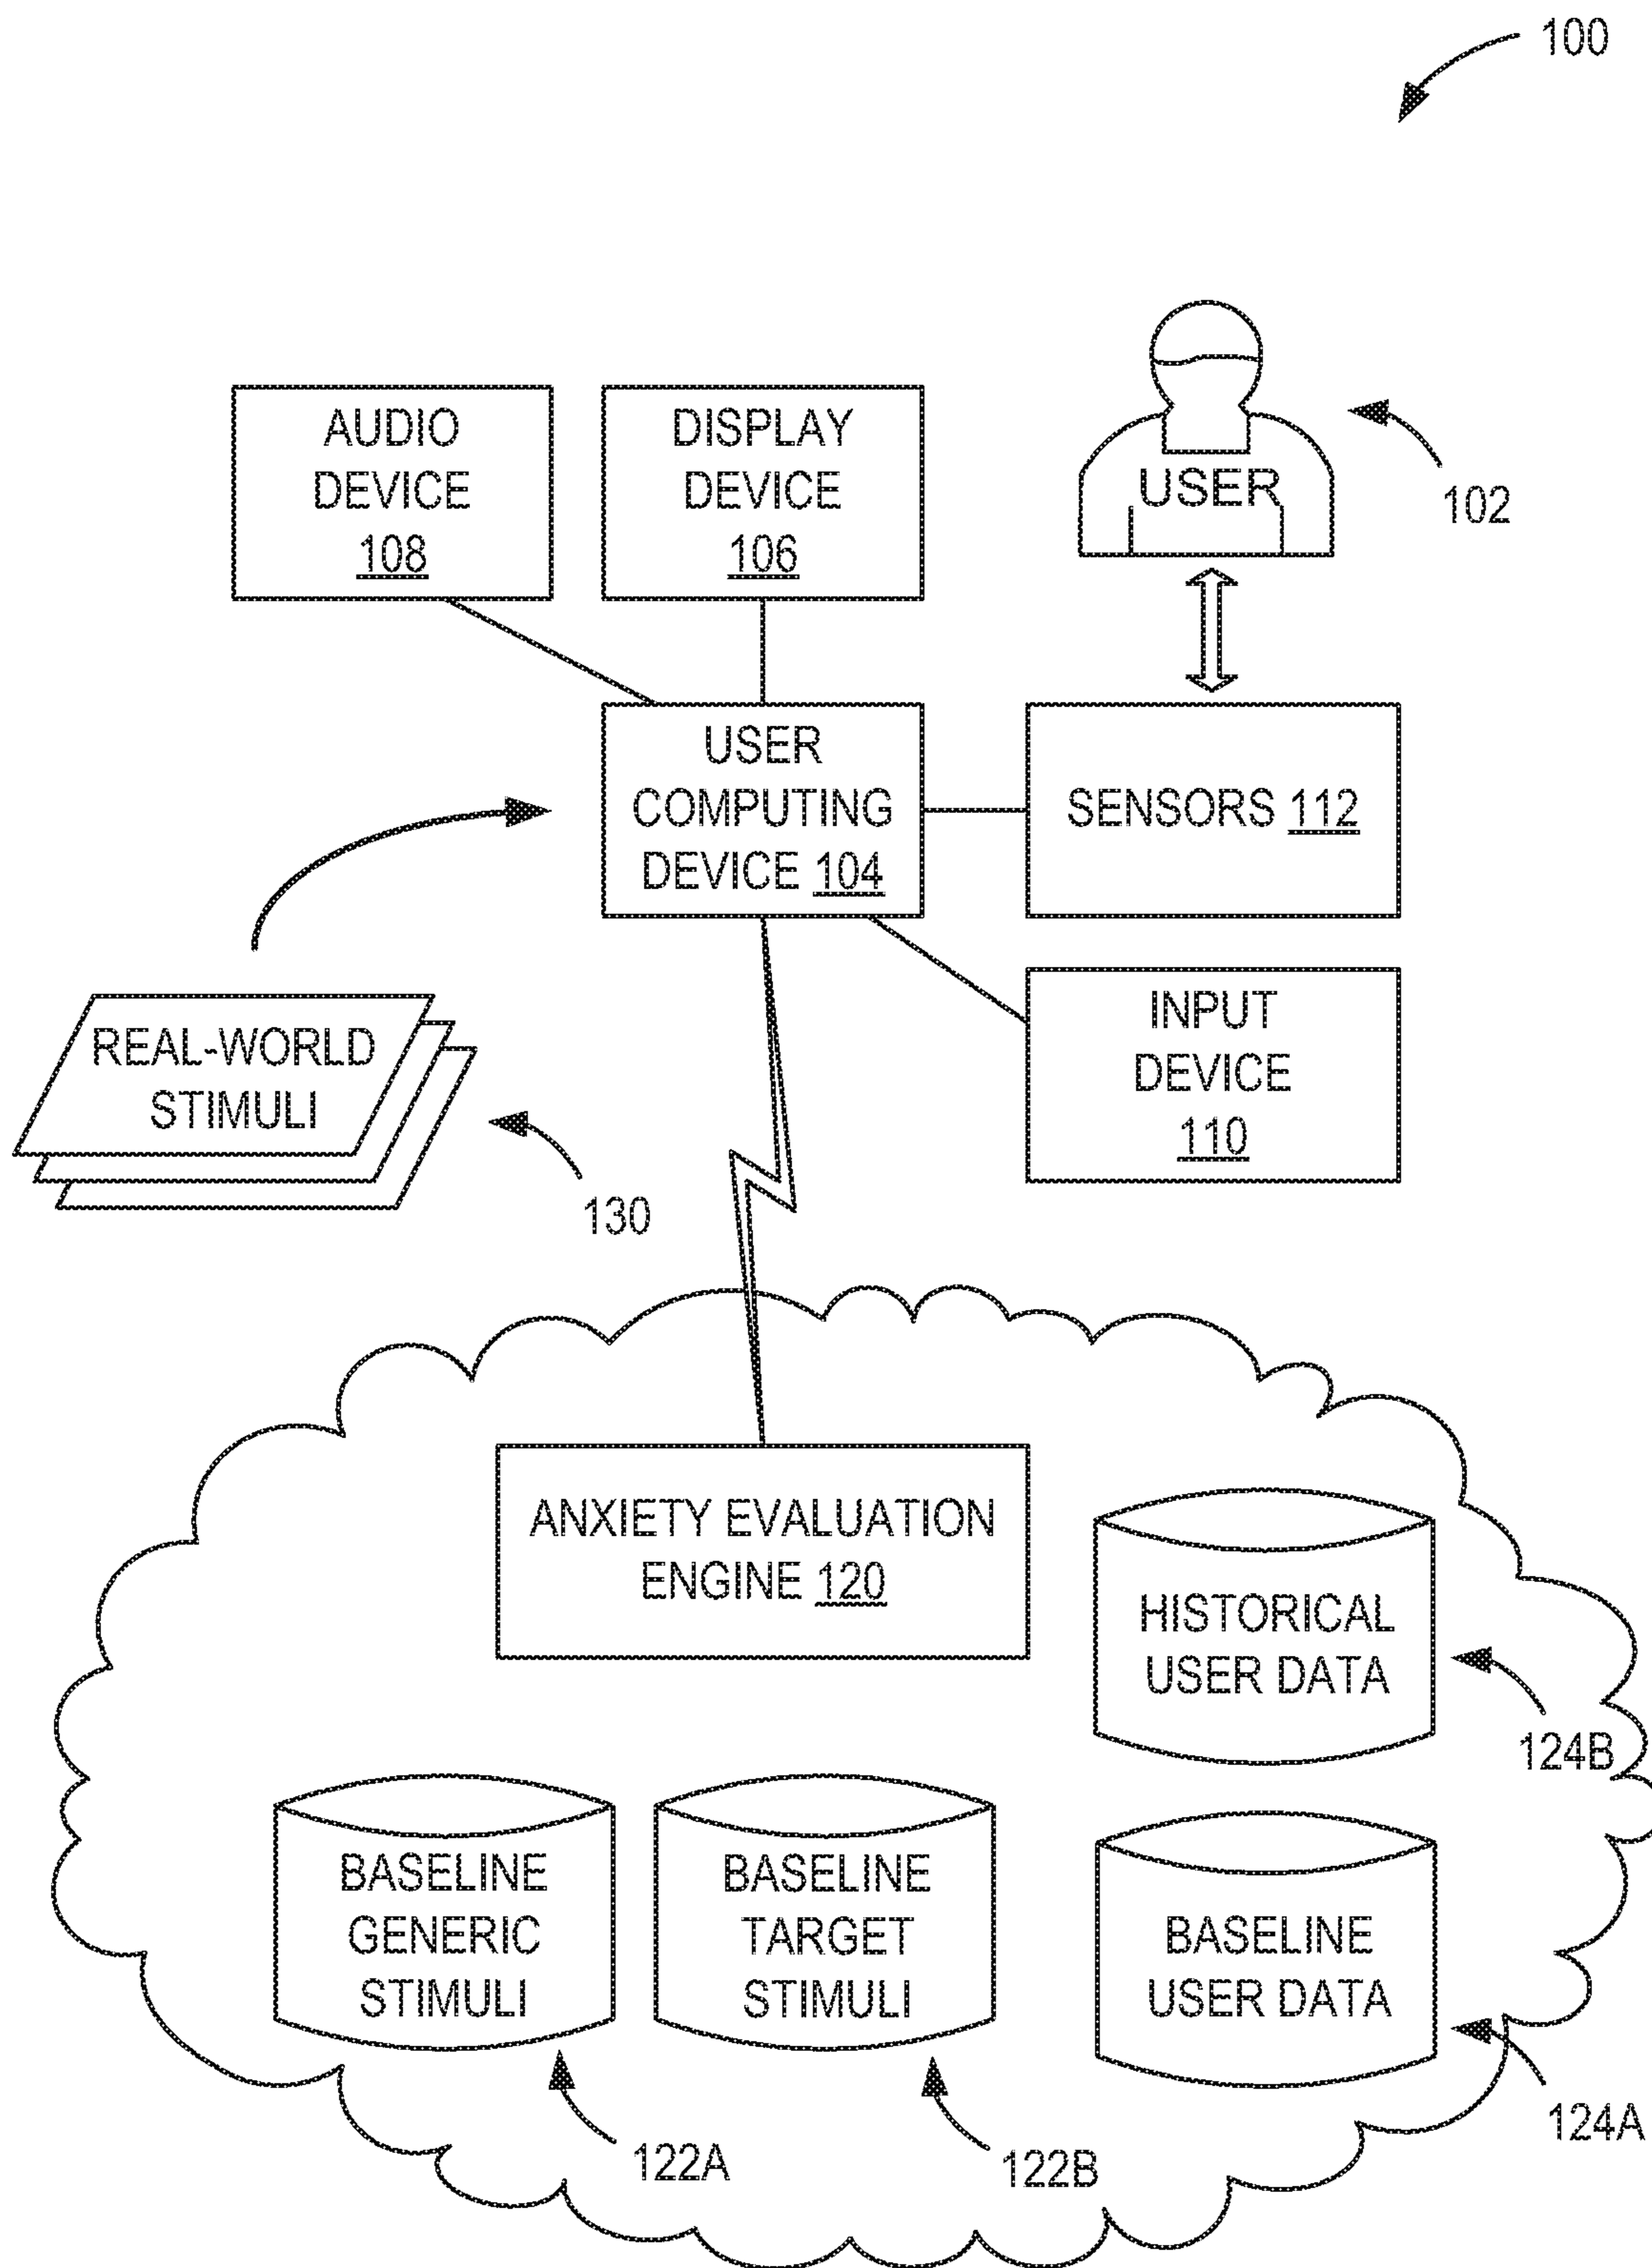 100
AUDIO
DEVICE
108
DISPLAY
DEVICE
106
USER
102
USER
COMPUTING
DEVICE 104
SENSORS 112
INPUT
DEVICE
110
REAL-WORLD
STIMULI
130
ANXIETY EVALUATION
ENGINE 120
HISTORICAL
USER DATA
124B
BASELINE
GENERIC
STIMULI
122A
BASELINE
TARGET
STIMULI
122B
BASELINE
USER DATA
124A